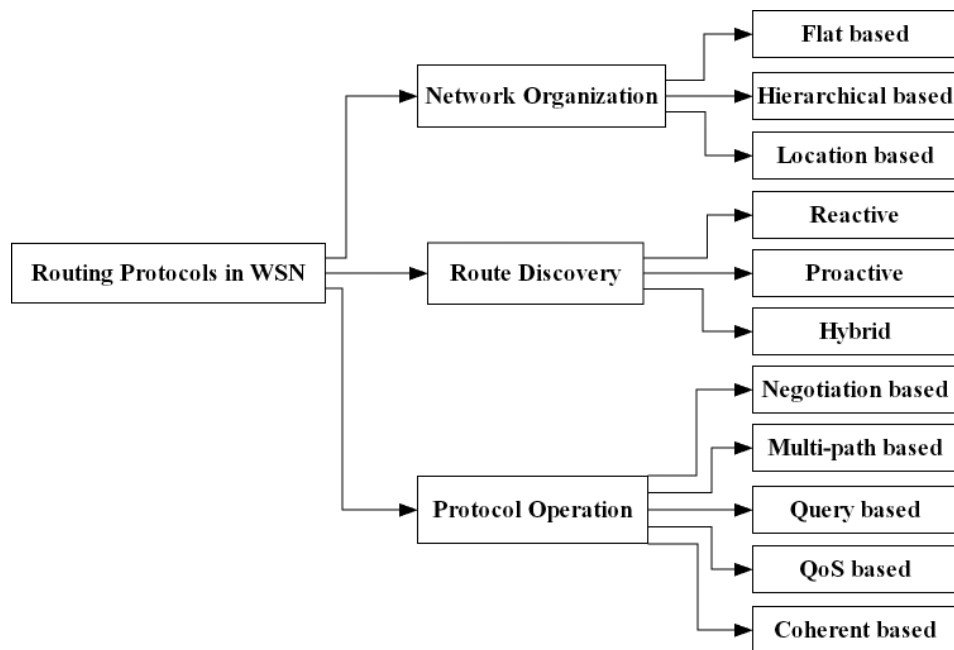 Routing Protocols in WSN
Network Organization
Flat based
Hierarchical based
Location based
Route Discovery
Reactive
Proactive
Hybrid
Protocol Operation
Negotiation based
Multi-path based
Query based
QoS based
Coherent based